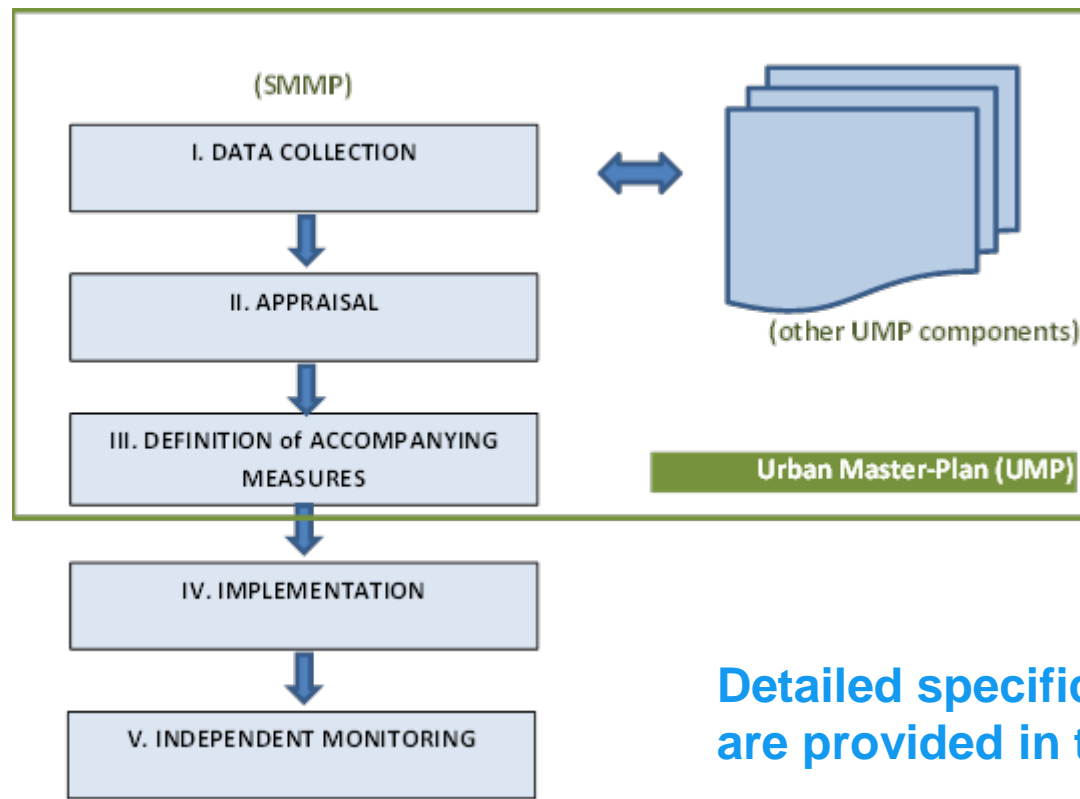 (SMMP)
I. DATA COLLECTION
II. APPRAISAL
(other UMP components)
III. DEFINITION of ACCOMPANYING
MEASURES
Urban Master-Plan (UMP)
IV. IMPLEMENTATION
Detailed specific
are provided in t
V. INDEPENDENT MONITORING